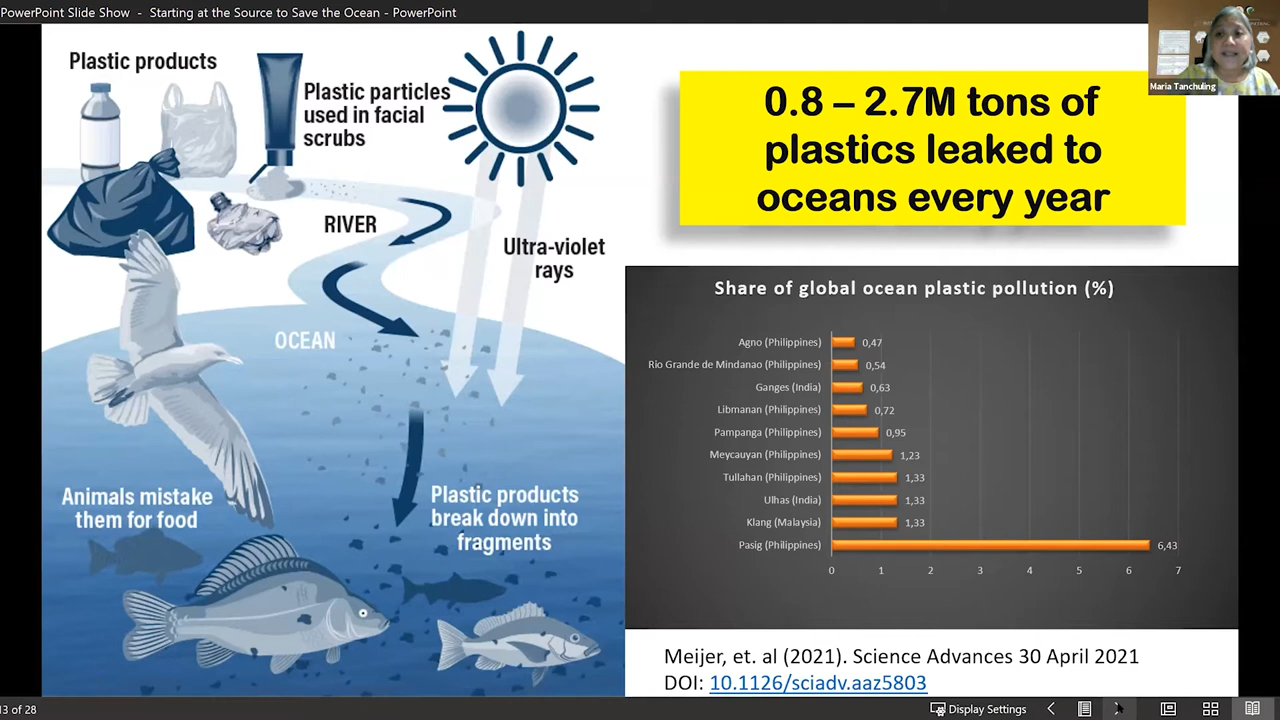 PowerPoint Slide Show - Starting at the Source to Save the Ocean - PowerPoint
Maria Tanchuling
Plastic products
Plastic particles
used in facial
scrubs
RIVER
Ultra-violet
rays
OCEAN
Animals mistake
them for food
Plastic products
break down into
fragments
0.8 – 2.7M tons of
plastics leaked to
oceans every year
Share of global ocean plastic pollution (%)
Agno (Philippines) 0,47
Rio Grande de Mindanao (Philippines) 0,54
Ganges (India) 0,63
Libmanan (Philippines) 0,72
Pampanga (Philippines) 0,95
Meycauyan (Philippines) 1,23
Tullahan (Philippines) 1,33
Ulhas (India) 1,33
Klang (Malaysia) 1,33
Pasig (Philippines) 6,43
0 1 2 3 4 5 6 7
Meijer, et. al (2021). Science Advances 30 April 2021
DOI: 10.1126/sciadv.aaz5803
13 of 28
Display Settings